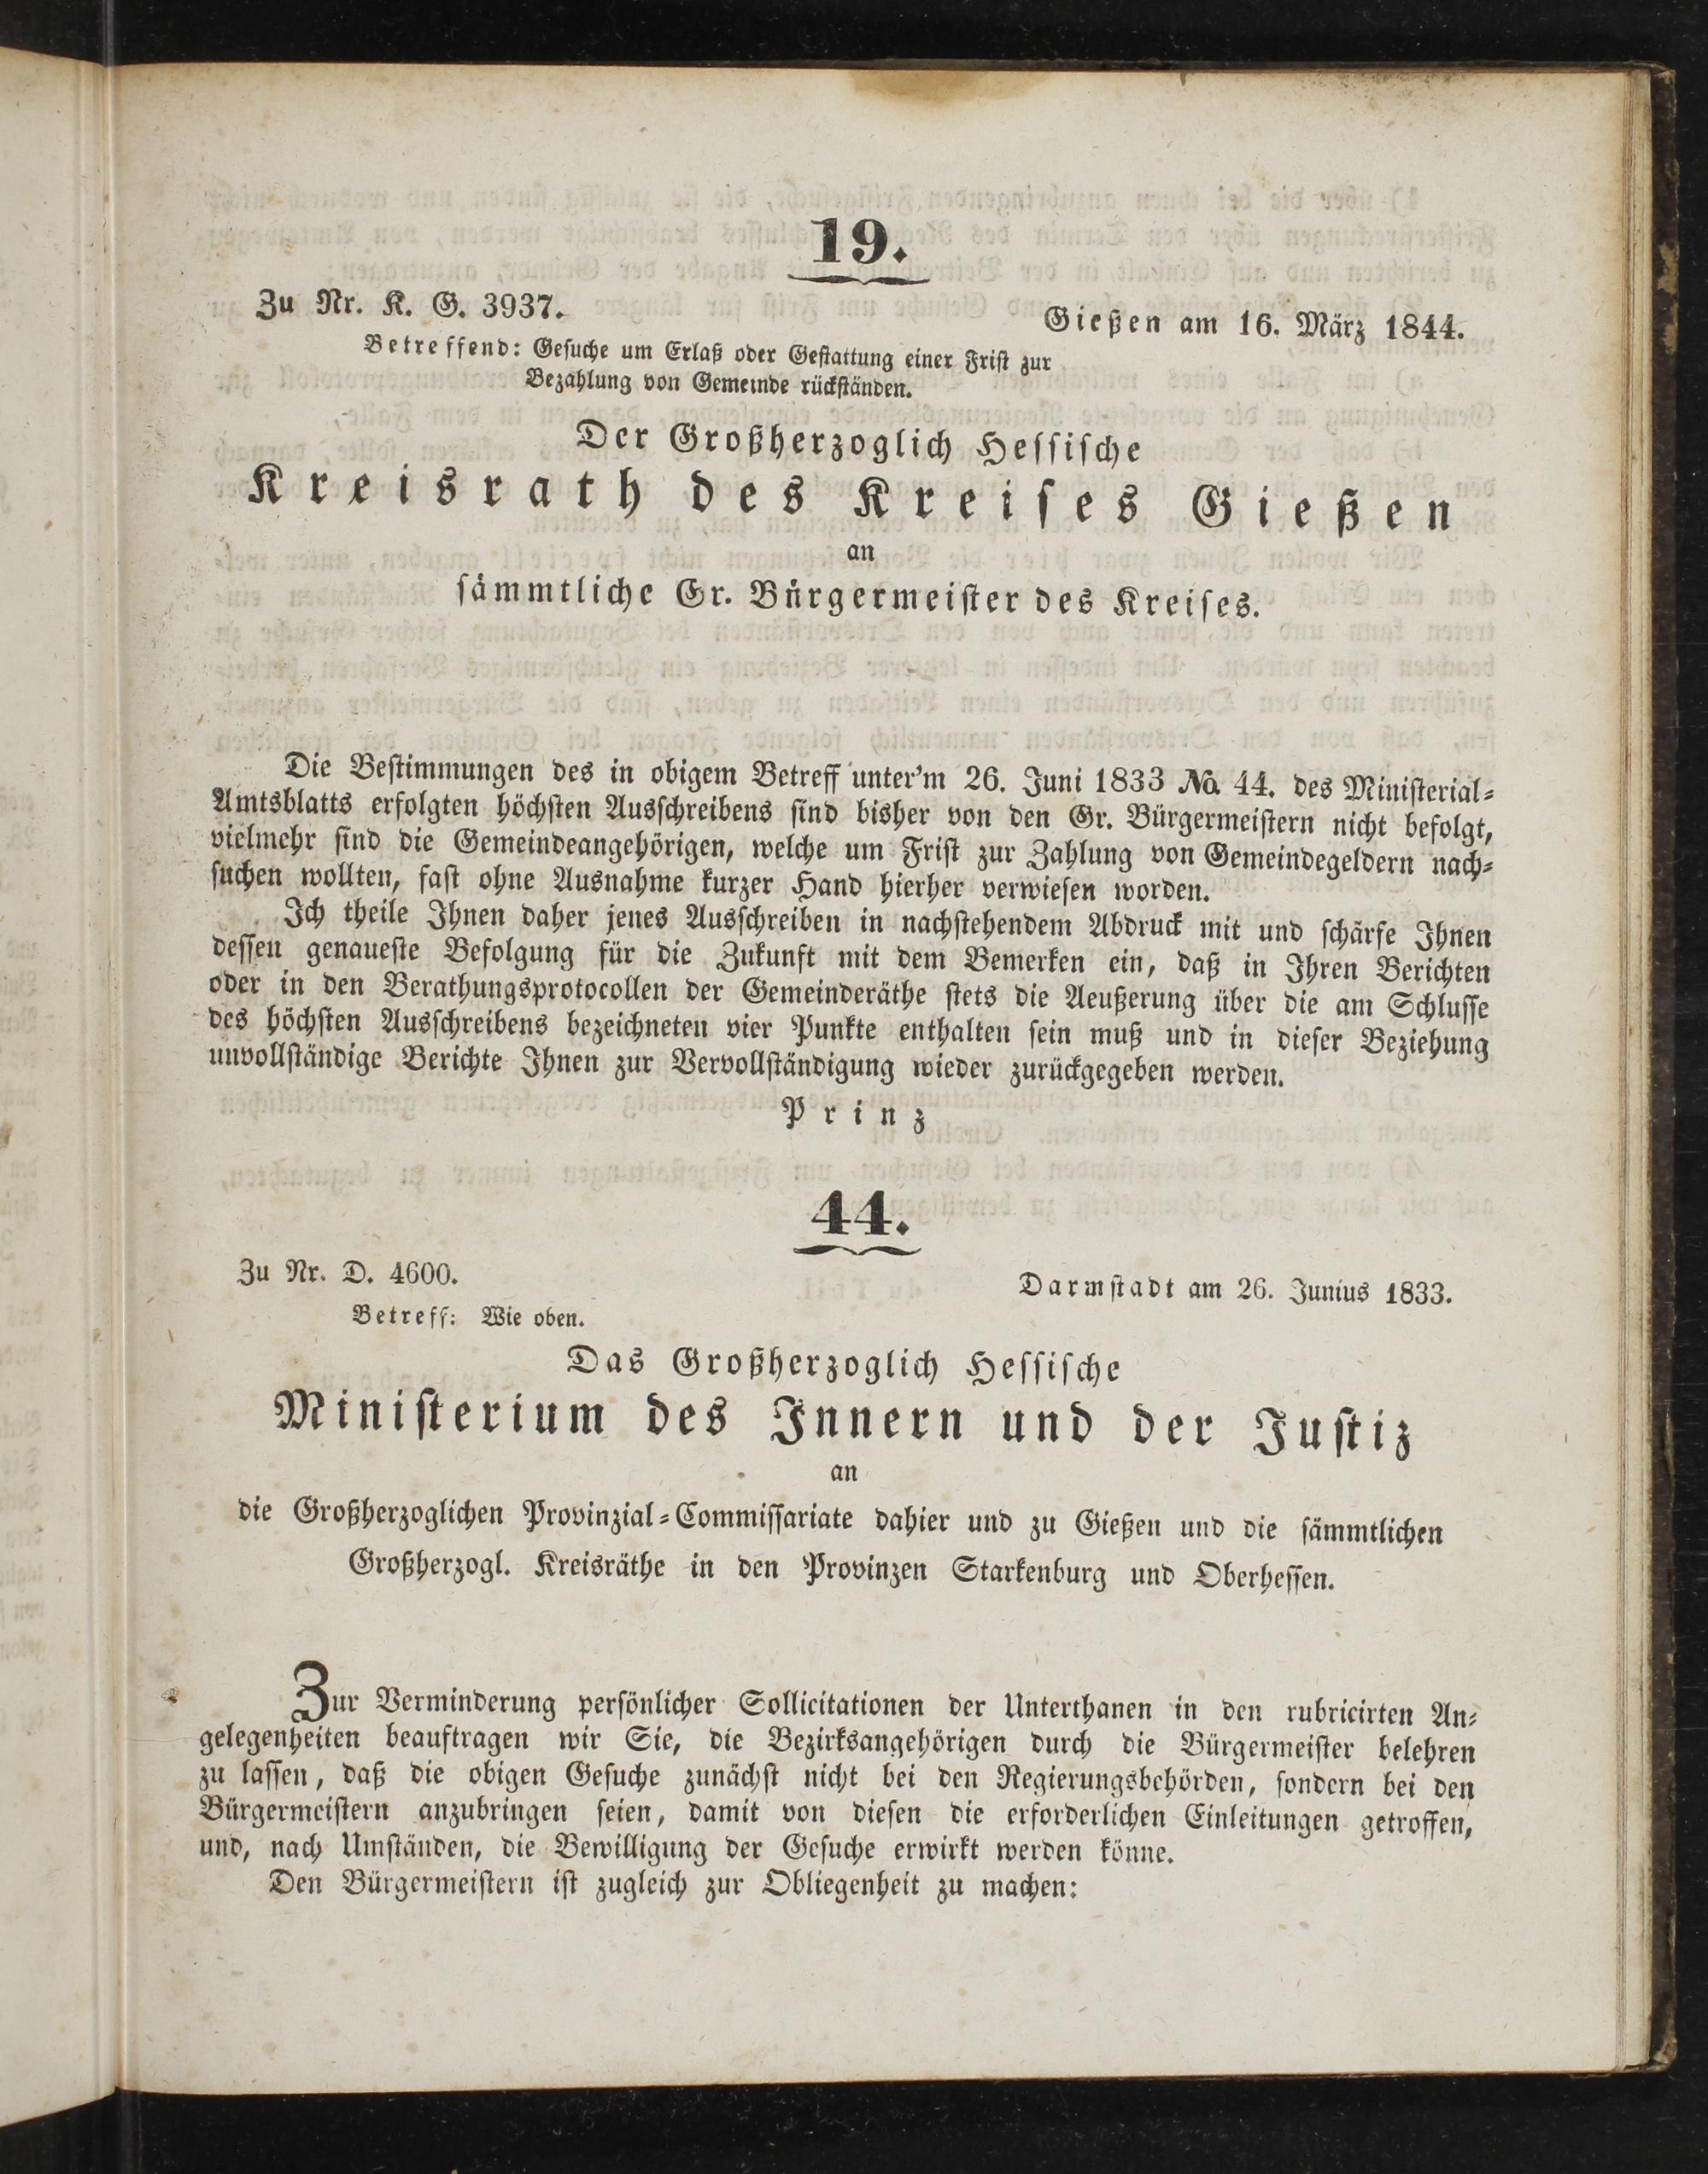 19.
Zu Nr. K. G. 3937.
Gießen am 16. März 1844.
Betreffend: Gesuche um Erlaß oder Gestattung einer Frist zur
Bezahlung von Gemeinde rückständen.
Der Großherzoglich Hessische
Kreisrath des Kreises Gießen
an
sämmtliche Gr. Bürgermeister des Kreises.
Die Bestimmungen des in obigem Betreff unter'm 26. Juni 1833 No. 44. des Ministerial-
Amtsblatts erfolgten höchsten Ausschreibens sind bisher von den Gr. Bürgermeistern nicht befolgt,
vielmehr sind die Gemeindeangehörigen, welche um Frist zur Zahlung von Gemeindegeldern nach-
suchen wollten, fast ohne Ausnahme kurzer Hand hierher verwiesen worden.
Ich theile Ihnen daher jenes Ausschreiben in nachstehendem Abdruck mit und schärfe Ihnen
dessen genaueste Befolgung für die Zukunft mit dem Bemerken ein, daß in Ihren Berichten
oder in den Berathungsprotocollen der Gemeinderäthe stets die Aeußerung über die am Schlusse
des höchsten Ausschreibens bezeichneten vier Punkte enthalten sein muß und in dieser Beziehung
unvollständige Berichte Ihnen zur Vervollständigung wieder zurückgegeben werden.
Prinz
44.
Zu Nr. D. 4600.
Darmstadt am 26. Junius 1833.
Betreff: Wie oben.
Das Großherzoglich Hessische
Ministerium des Innern und der Justiz
an
die Großherzoglichen Provinzial-Commissariate dahier und zu Gießen und die sämmtlichen
Großherzogl. Kreisräthe in den Provinzen Starkenburg und Oberhessen.
Zur Verminderung persönlicher Sollicitationen der Unterthanen in den rubricirten An-
gelegenheiten beauftragen wir Sie, die Bezirksangehörigen durch die Bürgermeister belehren
zu lassen, daß die obigen Gesuche zunächst nicht bei den Regierungsbehörden, sondern bei den
Bürgermeistern anzubringen seien, damit von diesen die erforderlichen Einleitungen getroffen,
und, nach Umständen, die Bewilligung der Gesuche erwirkt werden könne.
Den Bürgermeistern ist zugleich zur Obliegenheit zu machen: